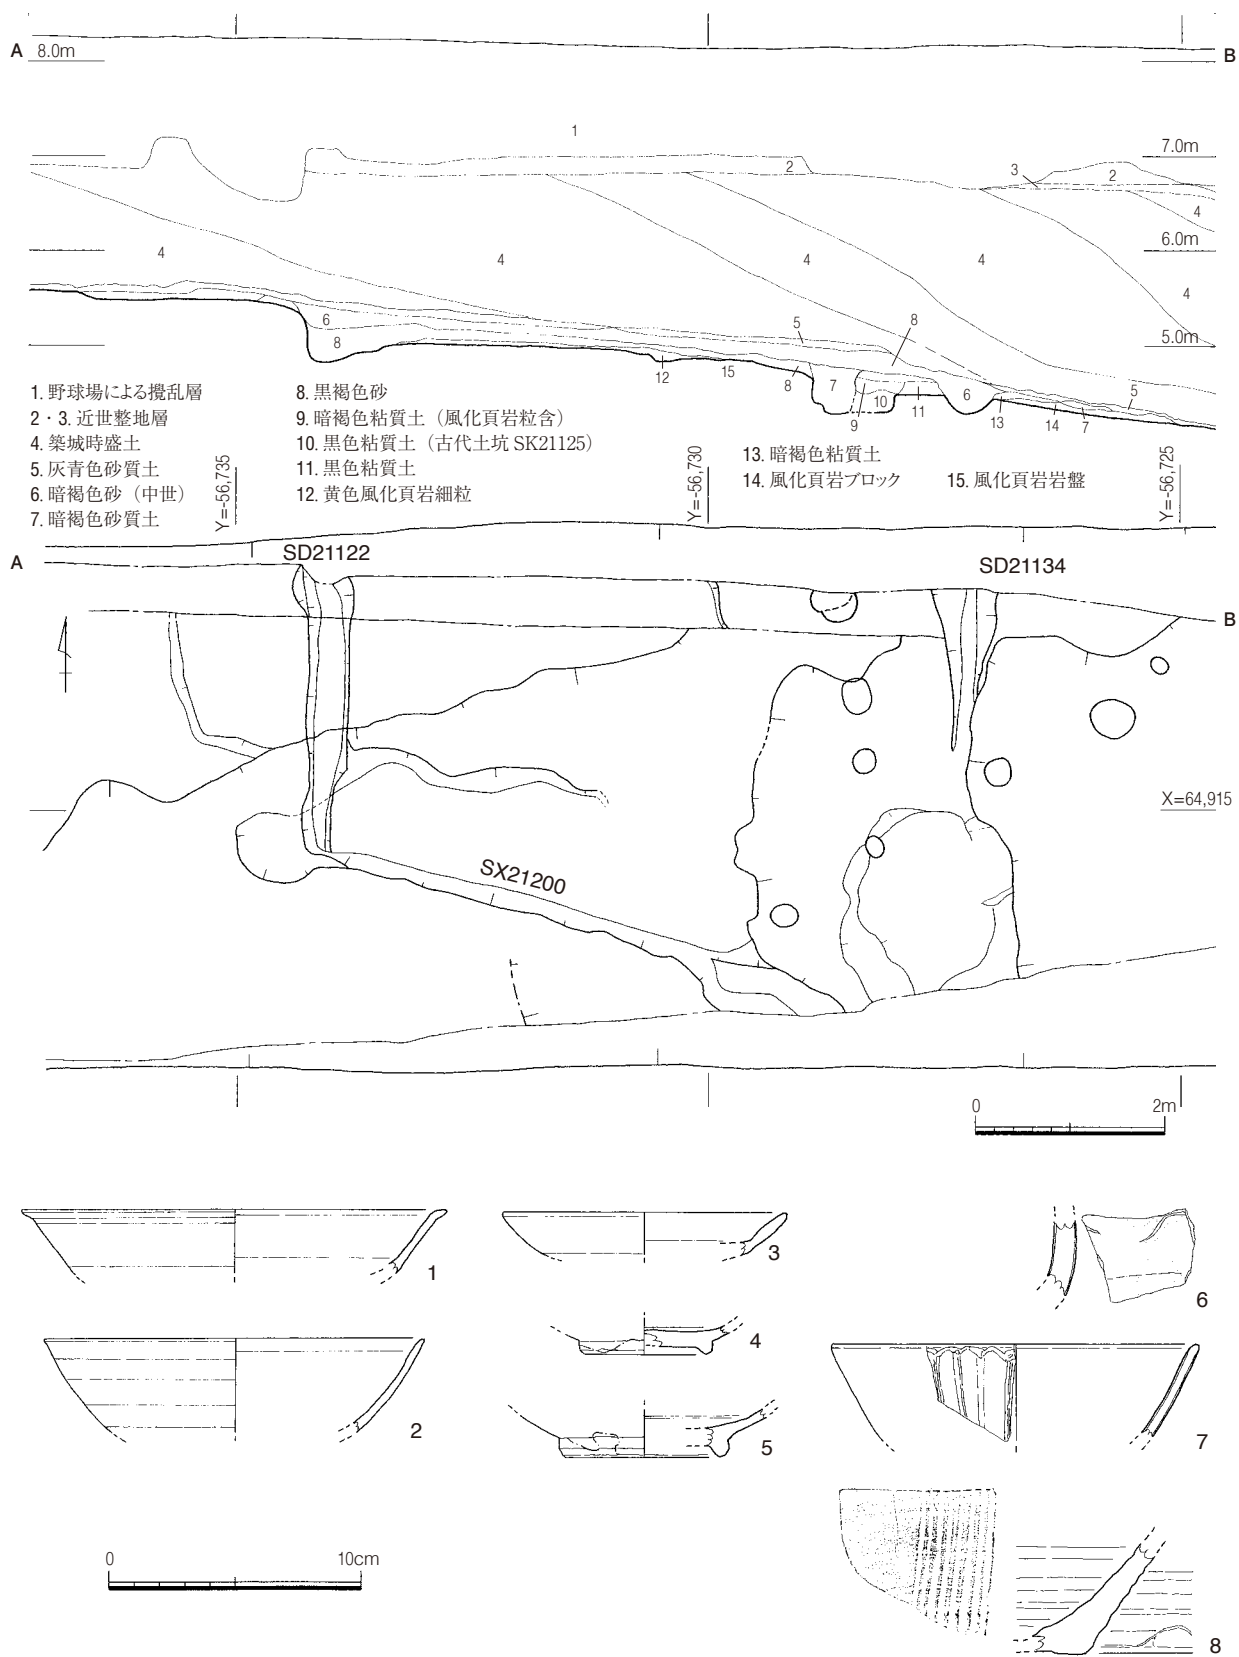 A 8.0m
B
1
7.0m
2
3
2
4
6.0m
4
4
4
4
4
5.0m
6
8
5
8
12
15
8
7
9
10
11
6
13
14
7
5
1. 野球場による攪乱層
2・3. 近世整地層
4. 築城時盛土
5. 灰青色砂質土
6. 暗褐色砂（中世）
7. 暗褐色砂質土
8. 黒褐色砂
9. 暗褐色粘質土（風化頁岩粒含）
10. 黒色粘質土（古代土坑 SK21125）
11. 黒色粘質土
12. 黄色風化頁岩細粒
13. 暗褐色粘質土
14. 風化頁岩ブロック
15. 風化頁岩岩盤
Y=-56,735
Y=-56,730
Y=-56,725
A
SD21122
SD21134
B
X=64,915
SX21200
0 2m
1
2
3
4
5
6
7
8
0 10cm